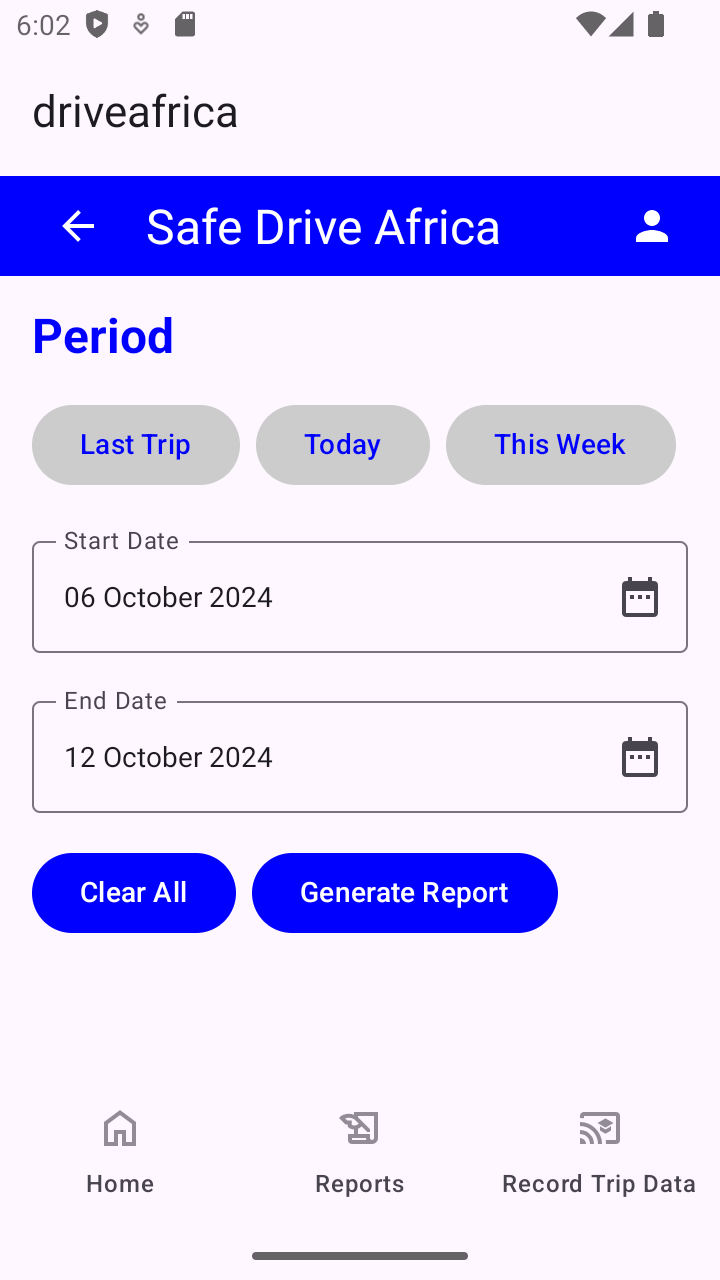 6:02
driveafrica
Safe Drive Africa
Period
Last Trip Today This Week
Start Date
06 October 2024
End Date
12 October 2024
Clear All Generate Report
Home Reports Record Trip Data